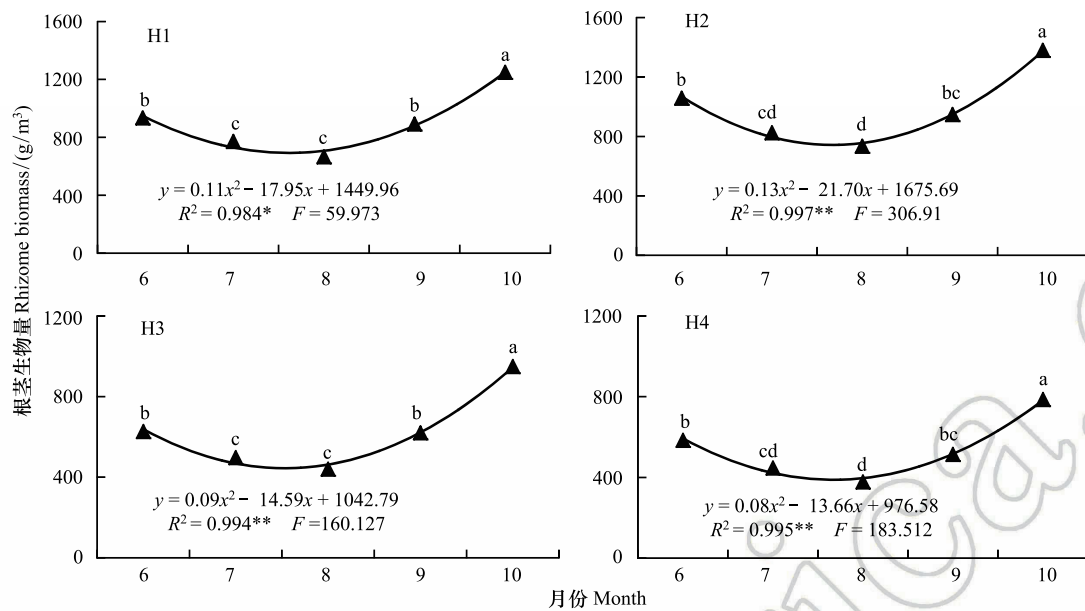 根茎生物量 Rhizome biomass/(g/m³)
H1
1600
1200
800
400
0
b
c
c
b
a
y = 0.11x² − 17.95x + 1449.96
R² = 0.984* F = 59.973
6 7 8 9 10
H2
1600
1200
800
400
0
b
cd
d
bc
a
y = 0.13x² − 21.70x + 1675.69
R² = 0.997** F = 306.91
6 7 8 9 10
H3
1200
800
400
0
b
c
c
b
a
y = 0.09x² − 14.59x + 1042.79
R² = 0.994** F =160.127
6 7 8 9 10
H4
1200
800
400
0
b
cd
d
bc
a
y = 0.08x² − 13.66x + 976.58
R² = 0.995** F = 183.512
6 7 8 9 10
月份 Month